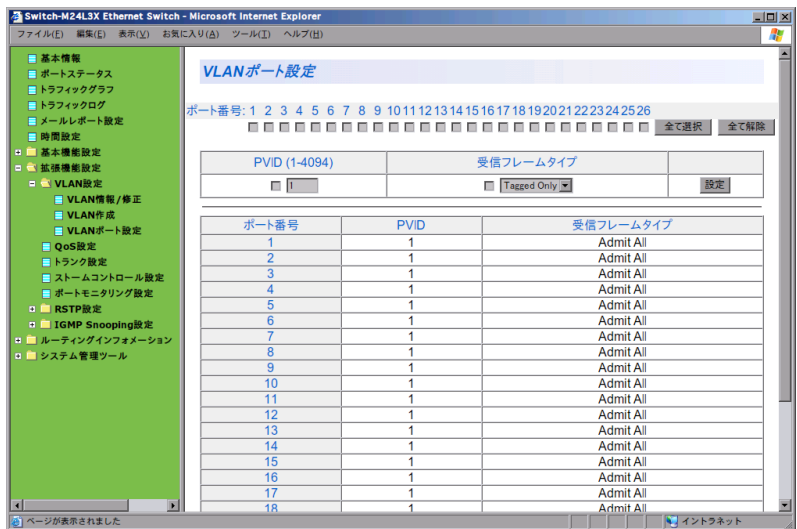 Switch-M24L3X Ethernet Switch - Microsoft Internet Explorer
ファイル(F) 編集(E) 表示(V) お気に入り(A) ツール(T) ヘルプ(H)
基本情報
ポートステータス
トラフィックグラフ
トラフィックログ
メールレポート設定
時間設定
基本機能設定
拡張機能設定
VLAN設定
VLAN情報/修正
VLAN作成
VLANポート設定
QoS設定
トランク設定
ストームコントロール設定
ポートモニタリング設定
RSTP設定
IGMP Snooping設定
ルーティングインフォメーション
システム管理ツール
VLANポート設定
ポート番号: 1 2 3 4 5 6 7 8 9 10 11 12 13 14 15 16 17 18 19 20 21 22 23 24 25 26
全て選択 全て解除
PVID (1-4094) 受信フレームタイプ
1 Tagged Only 設定
ポート番号 PVID 受信フレームタイプ
1 1 Admit All
2 1 Admit All
3 1 Admit All
4 1 Admit All
5 1 Admit All
6 1 Admit All
7 1 Admit All
8 1 Admit All
9 1 Admit All
10 1 Admit All
11 1 Admit All
12 1 Admit All
13 1 Admit All
14 1 Admit All
15 1 Admit All
16 1 Admit All
17 1 Admit All
18 1 Admit All
ページが表示されました イントラネット